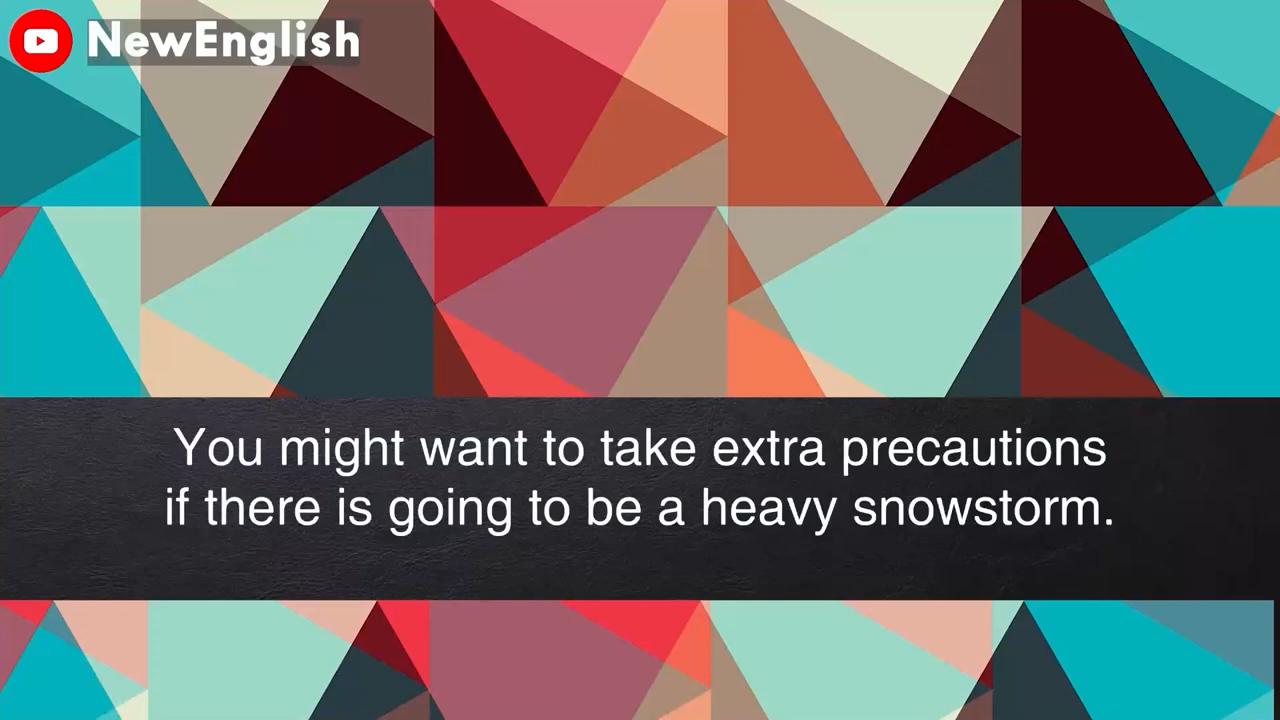 NewEnglish
You might want to take extra precautions
if there is going to be a heavy snowstorm.